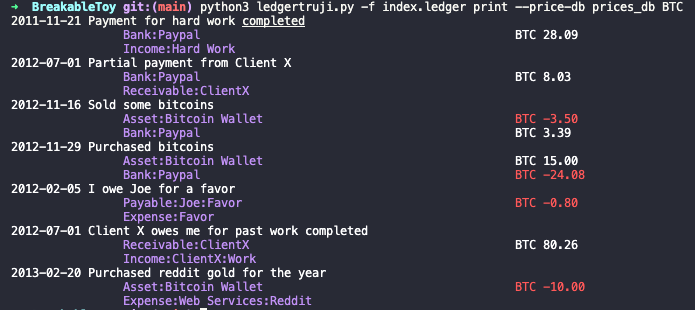 ➜ BreakableToy git:(main) python3 ledgertruji.py -f index.ledger print --price-db prices_db BTC
2011-11-21 Payment for hard work completed
Bank:Paypal BTC 28.09
Income:Hard Work
2012-07-01 Partial payment from Client X
Bank:Paypal BTC 8.03
Receivable:ClientX
2012-11-16 Sold some bitcoins
Asset:Bitcoin Wallet BTC -3.50
Bank:Paypal BTC 3.39
2012-11-29 Purchased bitcoins
Asset:Bitcoin Wallet BTC 15.00
Bank:Paypal BTC -24.08
2012-02-05 I owe Joe for a favor
Payable:Joe:Favor BTC -0.80
Expense:Favor
2012-07-01 Client X owes me for past work completed
Receivable:ClientX BTC 80.26
Income:ClientX:Work
2013-02-20 Purchased reddit gold for the year
Asset:Bitcoin Wallet BTC -10.00
Expense:Web Services:Reddit